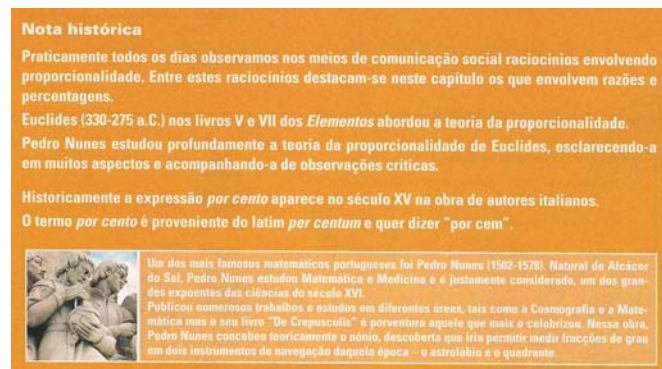 Nota histórica
Praticamente todos os dias observamos nos meios de comunicação social raciocínios envolvendo
proporcionalidade. Entre estes raciocínios destacam-se neste capítulo os que envolvem razões e
percentagens.
Euclides (330-275 a.C.) nos livros V e VII dos Elementos abordou a teoria da proporcionalidade.
Pedro Nunes estudou profundamente a teoria da proporcionalidade de Euclides, esclarecendo-a
em muitos aspectos e acompanhando-a de observações críticas.
Historicamente a expressão por cento aparece no século XV na obra de autores italianos.
O termo por cento é proveniente do latim per centum e quer dizer "por cem".
Um dos mais famosos matemáticos portugueses foi Pedro Nunes (1502-1578). Natural de Alcácer
do Sal, Pedro Nunes estudou Matemática e Medicina e é justamente considerado, um dos gran-
des expoentes das ciências do século XVI.
Publicou numerosos trabalhos e estudos em diferentes áreas, tais como a Cosmografia e a Mate-
mática mas o seu livro "De Crepusculis" é porventura aquele que mais o celebrizou. Nessa obra,
Pedro Nunes concebeu teoricamente o nónio, descoberta que iria permitir medir fracções de grau
em dois instrumentos de navegação daquela época – o astrolábio e o quadrante.